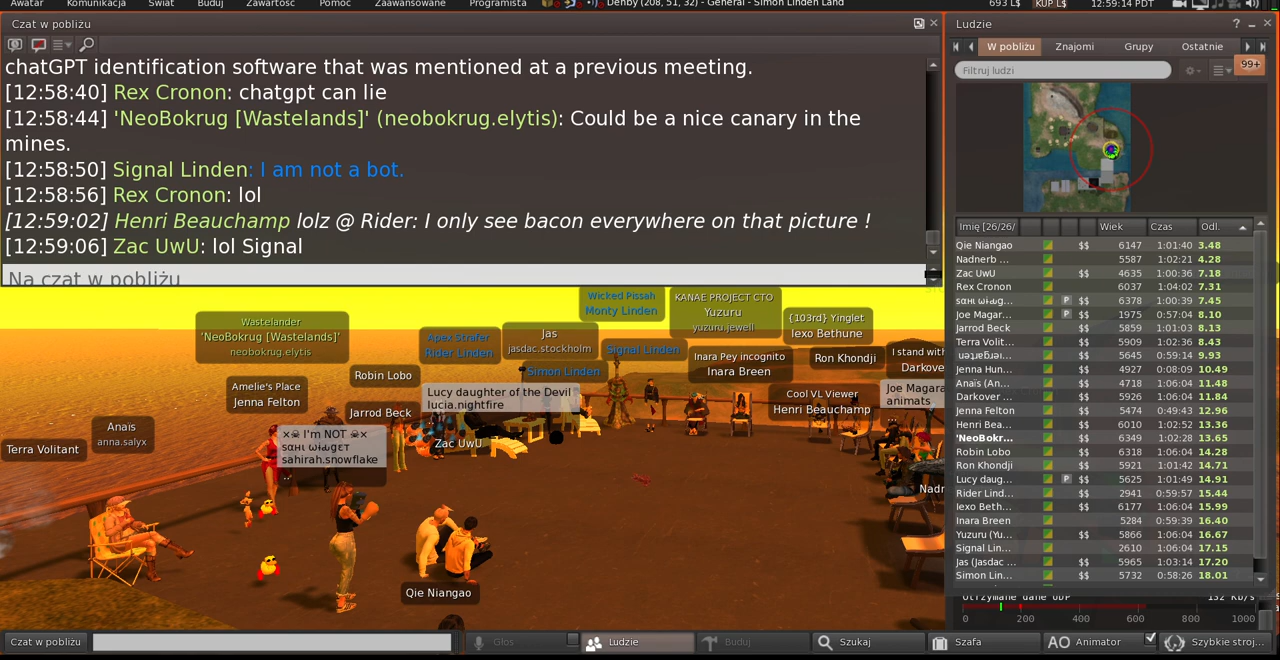 Awatar Komunikacja Świat Buduj Zawartość Pomoc Zaawansowane Programista Denby (208, 51, 32) - General - Simon Linden Land 693 L$ KUP L$ 12:59:14 PDT
Czat w pobliżu
chatGPT identification software that was mentioned at a previous meeting.
[12:58:40] Rex Cronon: chatgpt can lie
[12:58:44] 'NeoBokrug [Wastelands]' (neobokrug.elytis): Could be a nice canary in the
mines.
[12:58:50] Signal Linden: I am not a bot.
[12:58:56] Rex Cronon: lol
[12:59:02] Henri Beauchamp lolz @ Rider: I only see bacon everywhere on that picture !
[12:59:06] Zac UwU: lol Signal
Na czat w pobliżu
Wicked Pissah
Monty Linden
KANAE PROJECT CTO
Yuzuru
yuzuru.jewell
{103rd} Yinglet
Iexo Bethune
Wastelander
'NeoBokrug [Wastelands]'
neobokrug.elytis
Apex Strafer
Rider Linden
Jas
jasdac.stockholm
Signal Linden
Simon Linden
Inara Pey incognito
Inara Breen
Ron Khondji
I stand with
Darkove
Robin Lobo
Amelie's Place
Jenna Felton
Lucy daughter of the Devil
lucia.nightfire
Cool VL Viewer
Henri Beauchamp
Joe Magara
animats
Jarrod Beck
Anaïs
anna.salyx
Terra Volitant
×☠ I'm NOT ☠×
sahirah.snowflake
Zac UwU
Nadr
Qie Niangao
Ludzie
W pobliżu Znajomi Grupy Ostatnie
99+
Filtruj ludzi
Imię [26/26/ Wiek Czas Odl.
Qie Niangao $$ 6147 1:01:40 3.48
Nadnerb ... 5587 1:02:21 4.28
Zac UwU $$ 4635 1:00:36 7.18
Rex Cronon 6037 1:04:02 7.31
P $$ 6378 1:00:39 7.45
Joe Magar... P 1975 0:57:04 8.10
Jarrod Beck 5859 1:01:03 8.13
Terra Volit... 5909 1:02:36 8.43
5645 0:59:14 9.93
Jenna Hun... 4927 0:08:09 10.49
Anaïs (An... 4718 1:06:04 11.48
Darkover ... 5926 1:06:04 11.84
Jenna Felton 5474 0:49:43 12.96
Henri Bea... 6010 1:02:52 13.36
'NeoBokr... 6349 1:02:28 13.65
Robin Lobo 6318 1:06:04 14.28
Ron Khondji 5921 1:01:42 14.71
Lucy daug... P 5625 1:01:49 14.91
Rider Lind... 2941 0:59:57 15.44
Iexo Beth... $$ 6177 1:06:04 15.99
Inara Breen 5284 0:59:39 16.40
Yuzuru (Yu... $$ 5866 1:06:04 16.67
Signal Lin... 2610 1:06:04 17.15
Jas (Jasdac ... $$ 5965 1:03:14 17.20
Simon Lin... $$ 5732 0:58:26 18.01
Otrzymane dane UDP 132 Kb/s
0 200 400 600 800 1000
Czat w pobliżu Głos Ludzie Buduj Szukaj Szafa AO Animator Szybkie stroj...